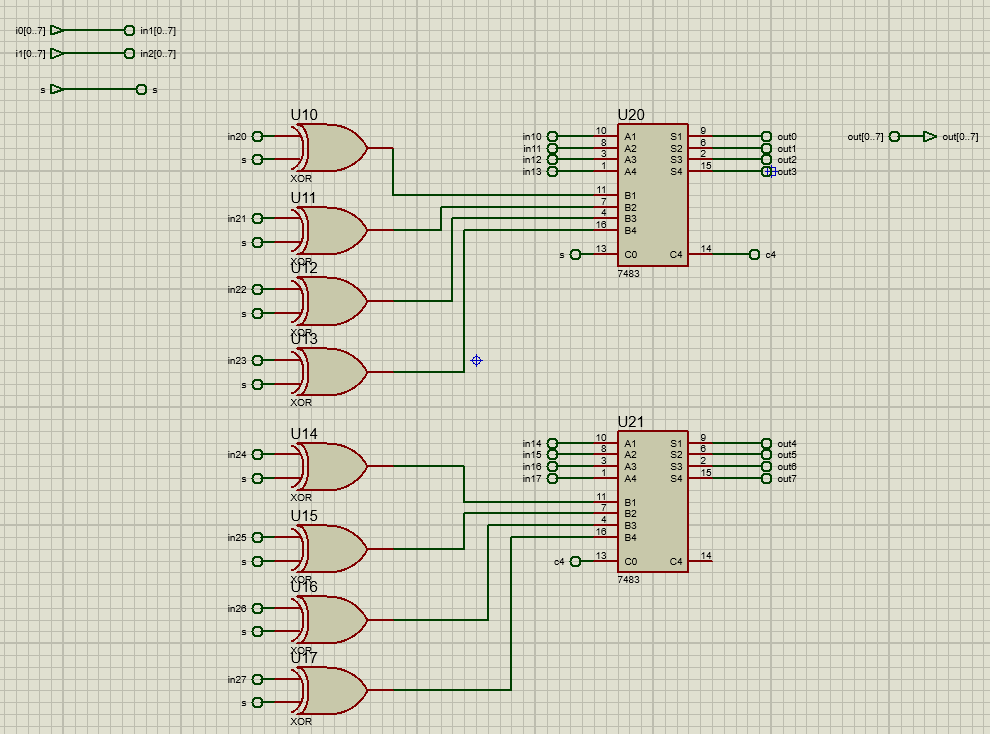 i0[0..7] in1[0..7]
i1[0..7] in2[0..7]
s s
U10
in20
s
XOR
U11
in21
s
XOR
U12
in22
s
XOR
U13
in23
s
XOR
U20
in10 10 A1 S1 9 out0
in11 8 A2 S2 6 out1
in12 3 A3 S3 2 out2
in13 1 A4 S4 15 out3
11 B1
7 B2
4 B3
16 B4
s 13 C0 C4 14 c4
7483
out[0..7] out[0..7]
U14
in24
s
XOR
U15
in25
s
XOR
U16
in26
s
XOR
U17
in27
s
XOR
U21
in14 10 A1 S1 9 out4
in15 8 A2 S2 6 out5
in16 3 A3 S3 2 out6
in17 1 A4 S4 15 out7
11 B1
7 B2
4 B3
16 B4
c4 13 C0 C4 14
7483